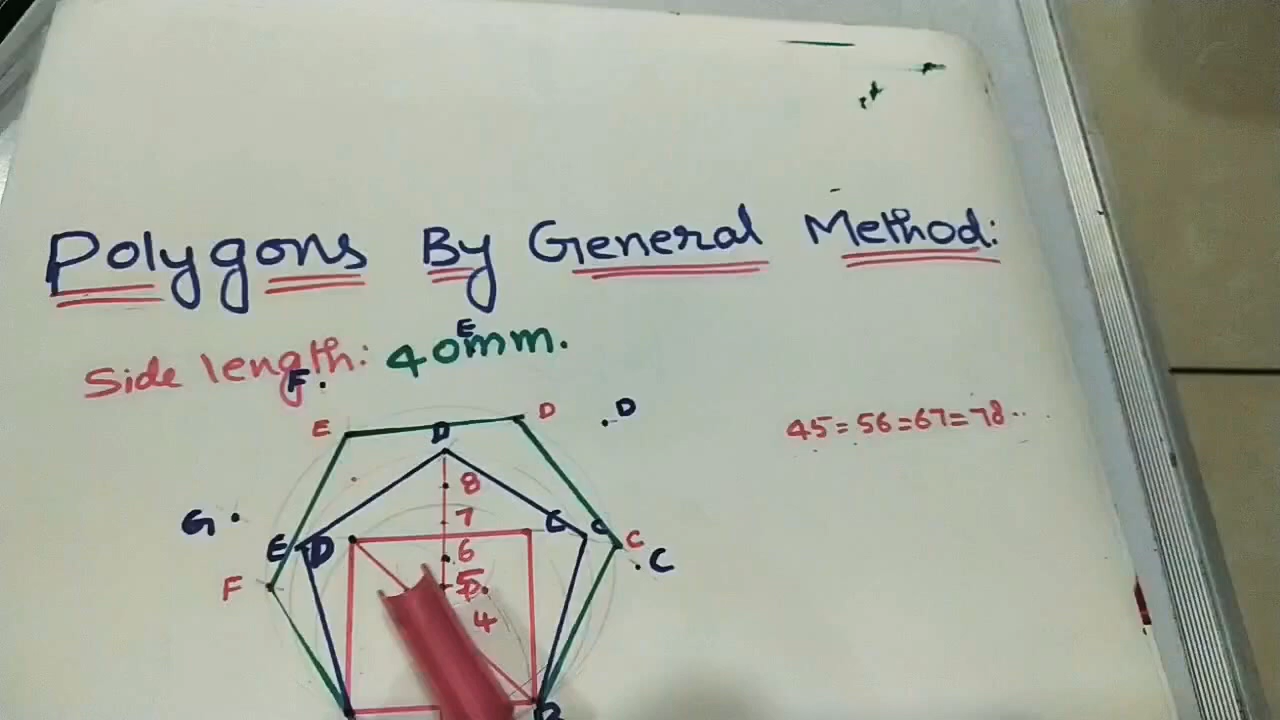 Polygons By General Method:
Side length: 40mm.
E
F
D
E D
D
45=56=67=78..
8
G
7
E D C C C
6
C
F 5
4
B